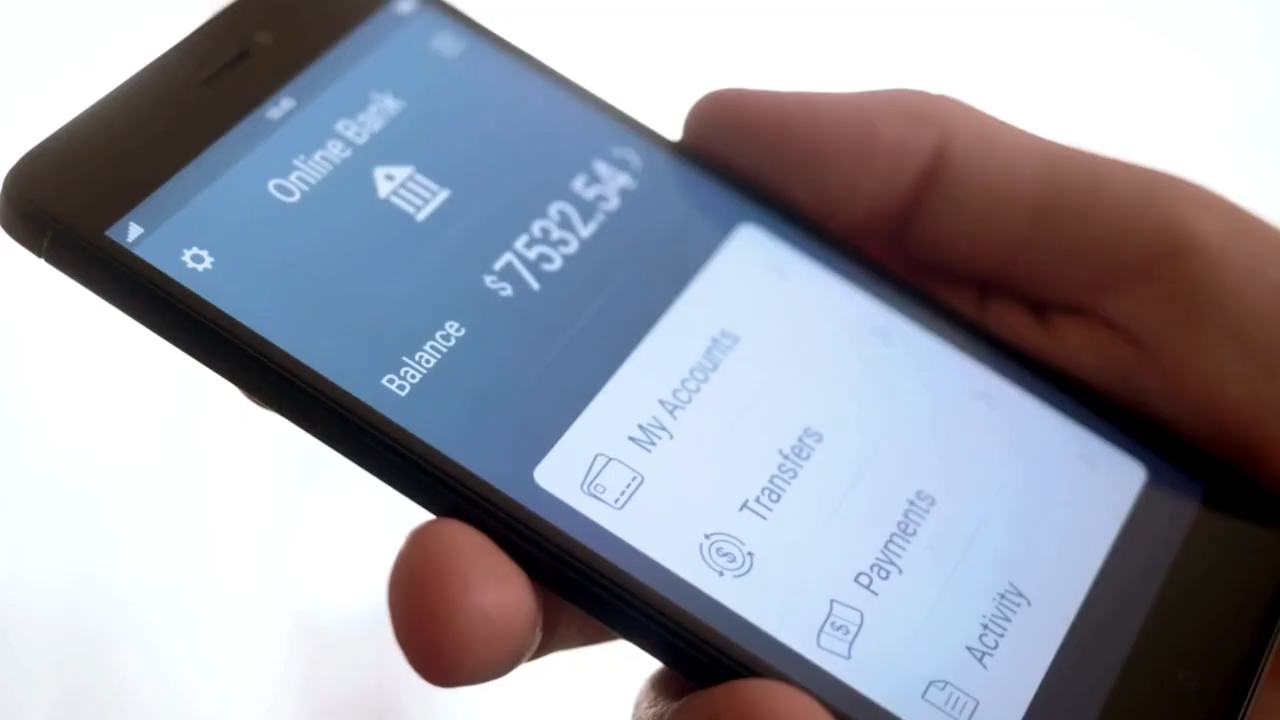 Online Bank
Balance
$7532.54
My Accounts
Transfers
Payments
Activity